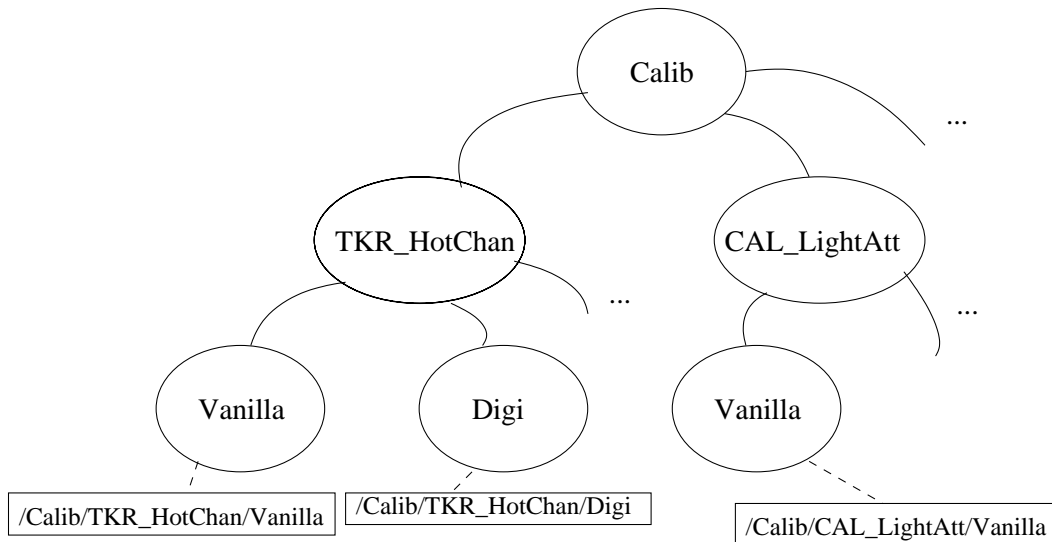 Calib
...
TKR_HotChan
CAL_LightAtt
...
...
Vanilla
Digi
Vanilla
/Calib/TKR_HotChan/Vanilla
/Calib/TKR_HotChan/Digi
/Calib/CAL_LightAtt/Vanilla